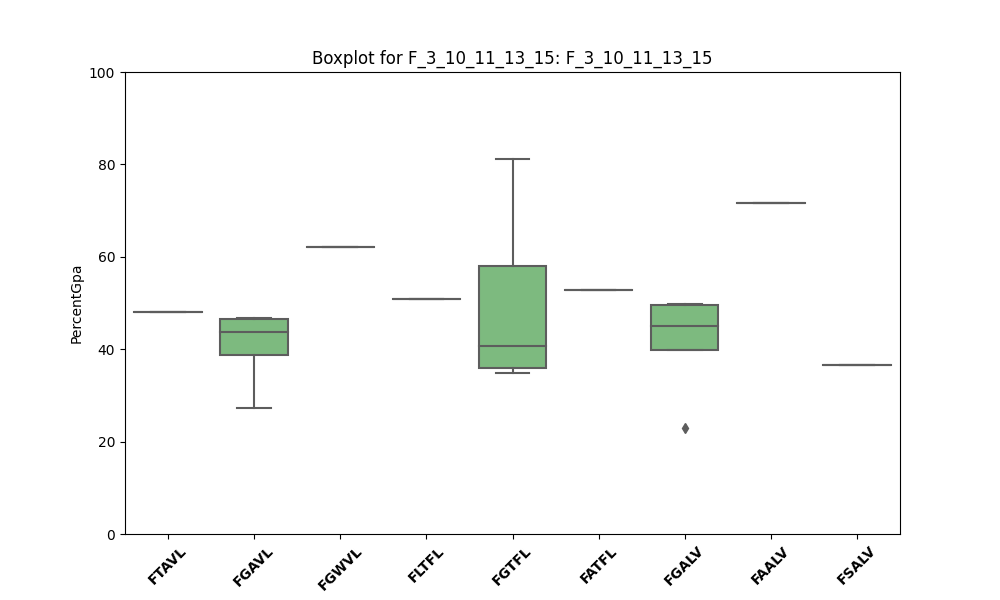 Boxplot for F_3_10_11_13_15: F_3_10_11_13_15
PercentGpa
100
80
60
40
20
0
FTAVL
FGAVL
FGWVL
FLTFL
FGTFL
FATFL
FGALV
FAALV
FSALV